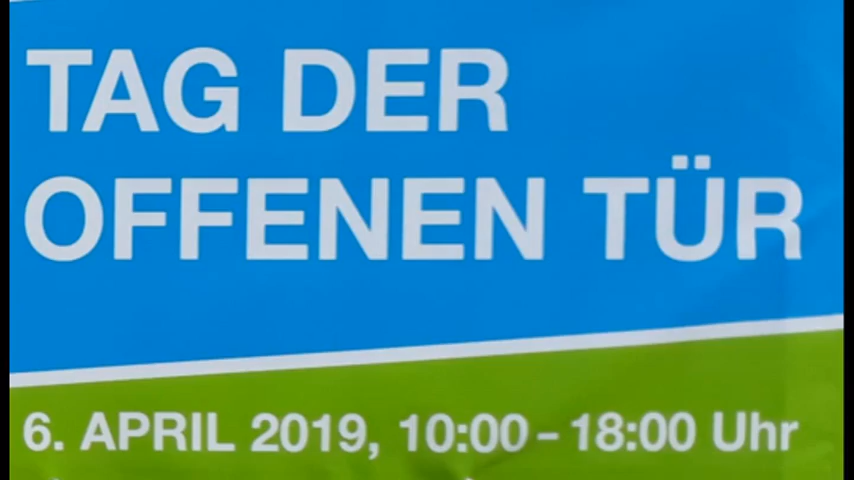 TAG DER
OFFENEN TÜR
6. APRIL 2019, 10:00 – 18:00 Uhr